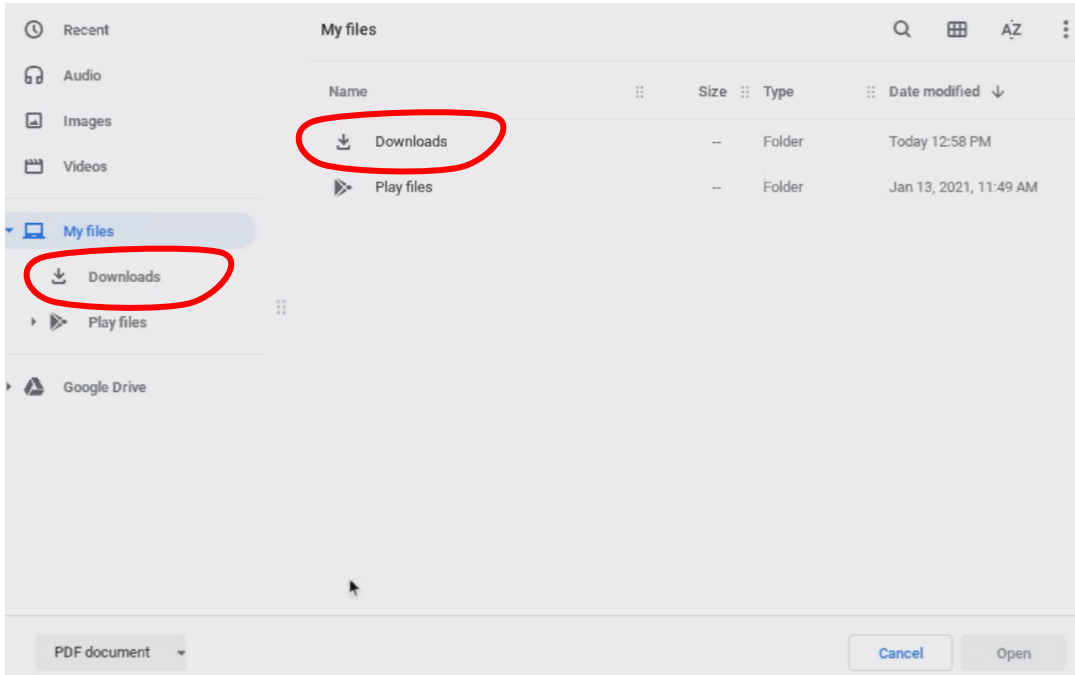 Recent
Audio
Images
Videos
My files
Downloads
Play files
Google Drive
My files
AZ
Name Size Type Date modified
Downloads -- Folder Today 12:58 PM
Play files -- Folder Jan 13, 2021, 11:49 AM
PDF document Cancel Open